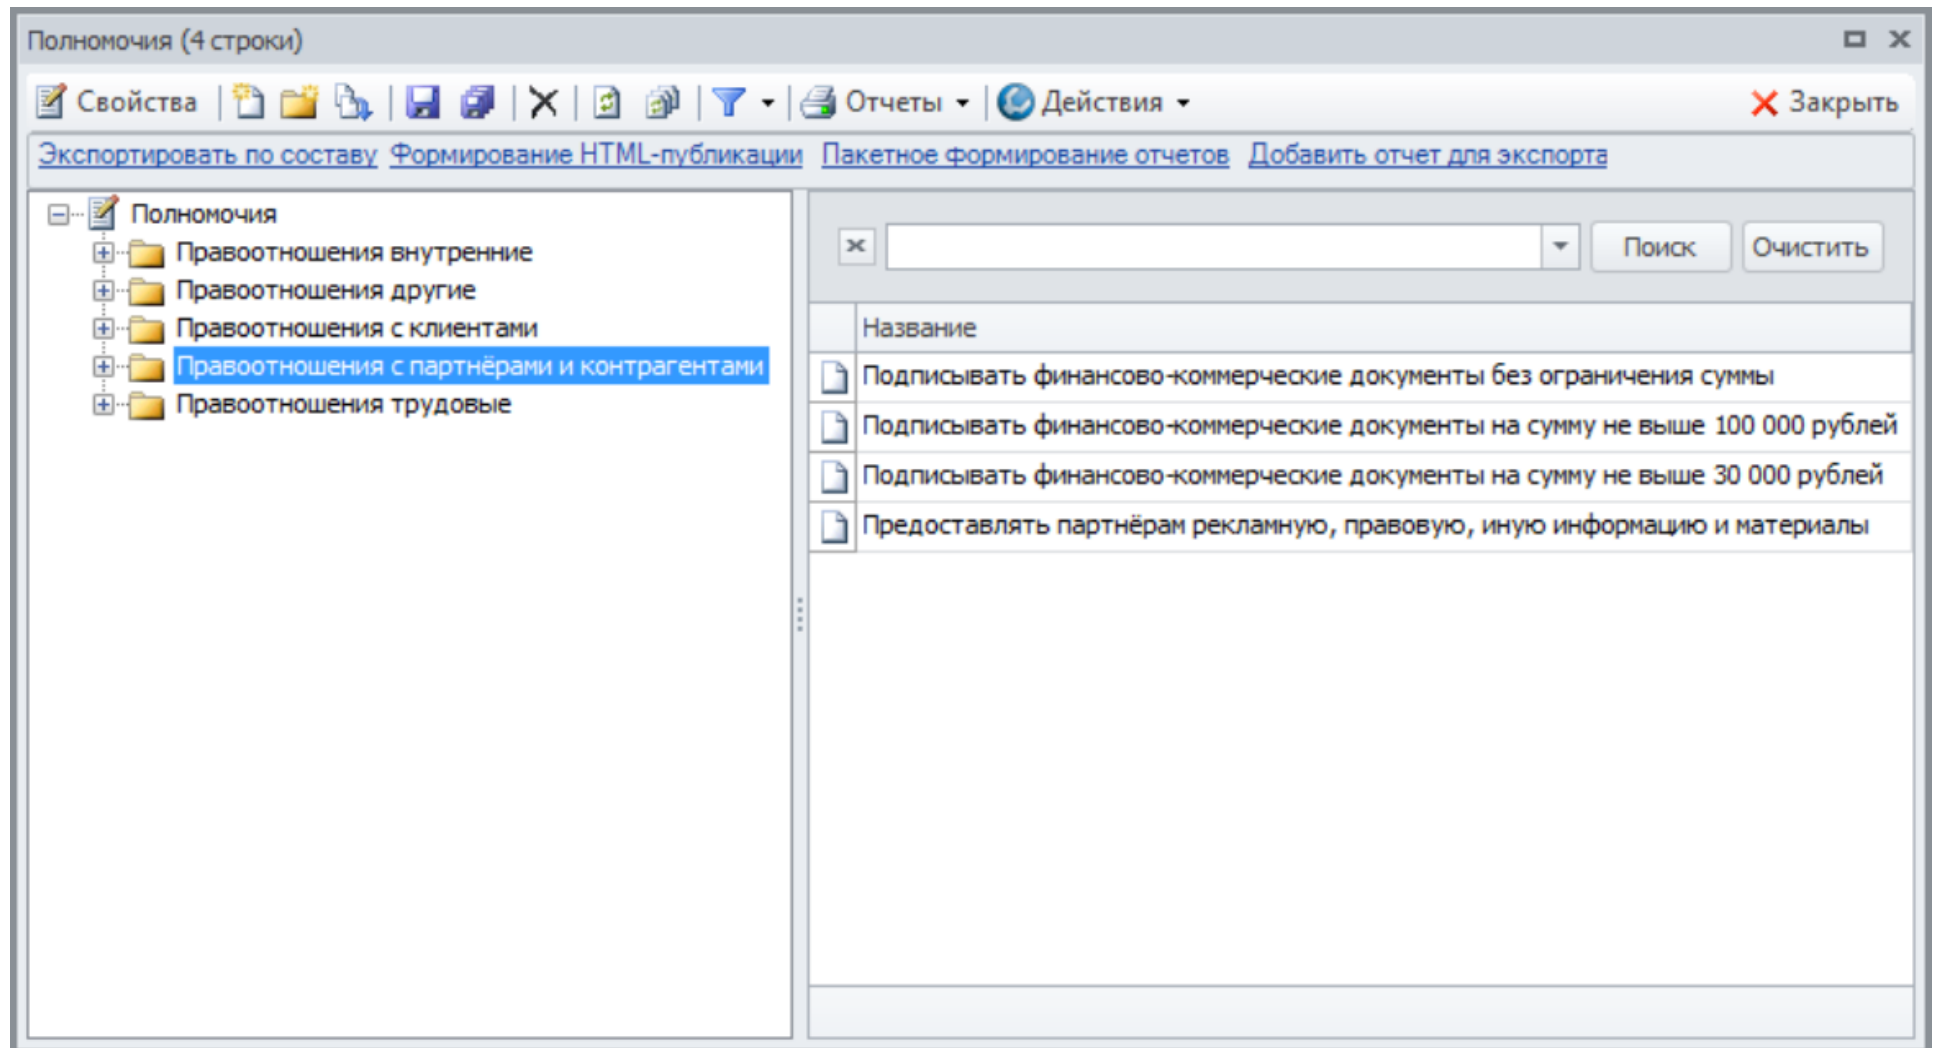 Полномочия (4 строки)
Свойства Отчеты Действия Закрыть
Экспортировать по составу Формирование HTML-публикации Пакетное формирование отчетов Добавить отчет для экспорта
Полномочия
Правоотношения внутренние
Правоотношения другие
Правоотношения с клиентами
Правоотношения с партнёрами и контрагентами
Правоотношения трудовые
Поиск Очистить
Название
Подписывать финансово-коммерческие документы без ограничения суммы
Подписывать финансово-коммерческие документы на сумму не выше 100 000 рублей
Подписывать финансово-коммерческие документы на сумму не выше 30 000 рублей
Предоставлять партнёрам рекламную, правовую, иную информацию и материалы